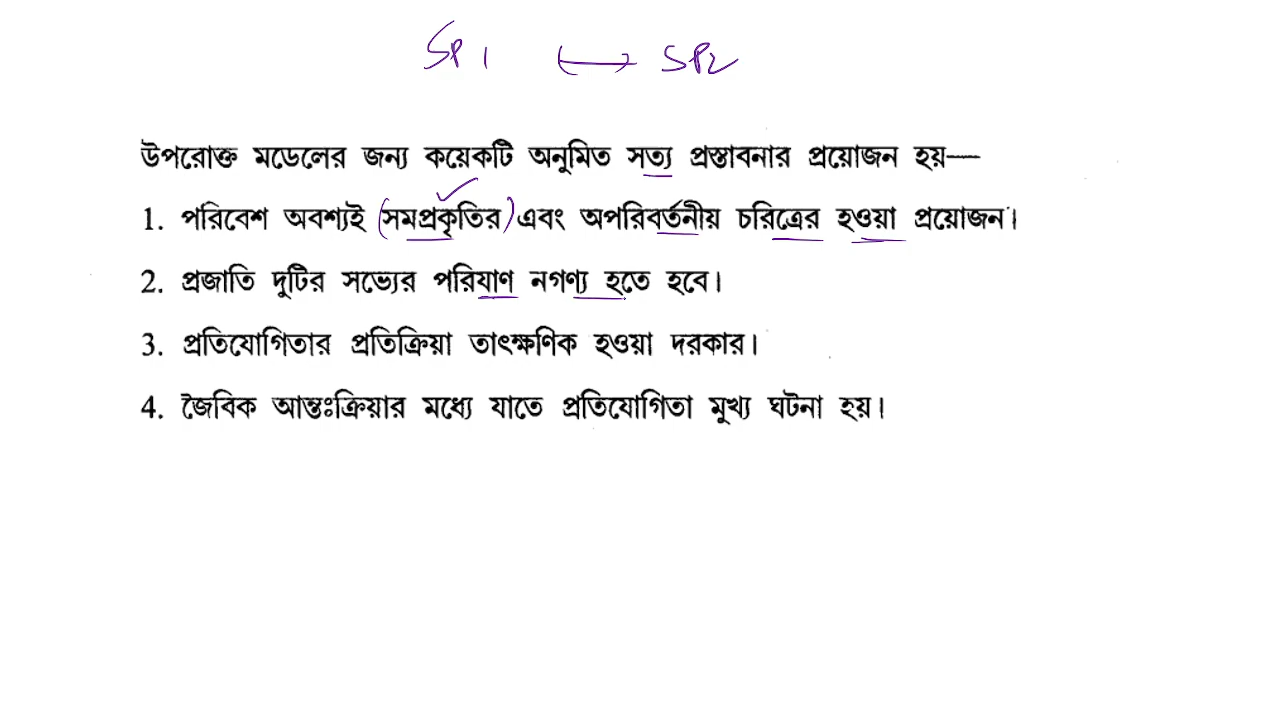 SP1 ↔ SP2
উপরোক্ত মডেলের জন্য কয়েকটি অনুমিত সত্য প্রস্তাবনার প্রয়োজন হয়—
1. পরিবেশ অবশ্যই (সমপ্রকৃতির) এবং অপরিবর্তনীয় চরিত্রের হওয়া প্রয়োজন।
2. প্রজাতি দুটির সভ্যের পরিযাণ নগণ্য হতে হবে।
3. প্রতিযোগিতার প্রতিক্রিয়া তাৎক্ষণিক হওয়া দরকার।
4. জৈবিক আন্তঃক্রিয়ার মধ্যে যাতে প্রতিযোগিতা মুখ্য ঘটনা হয়।